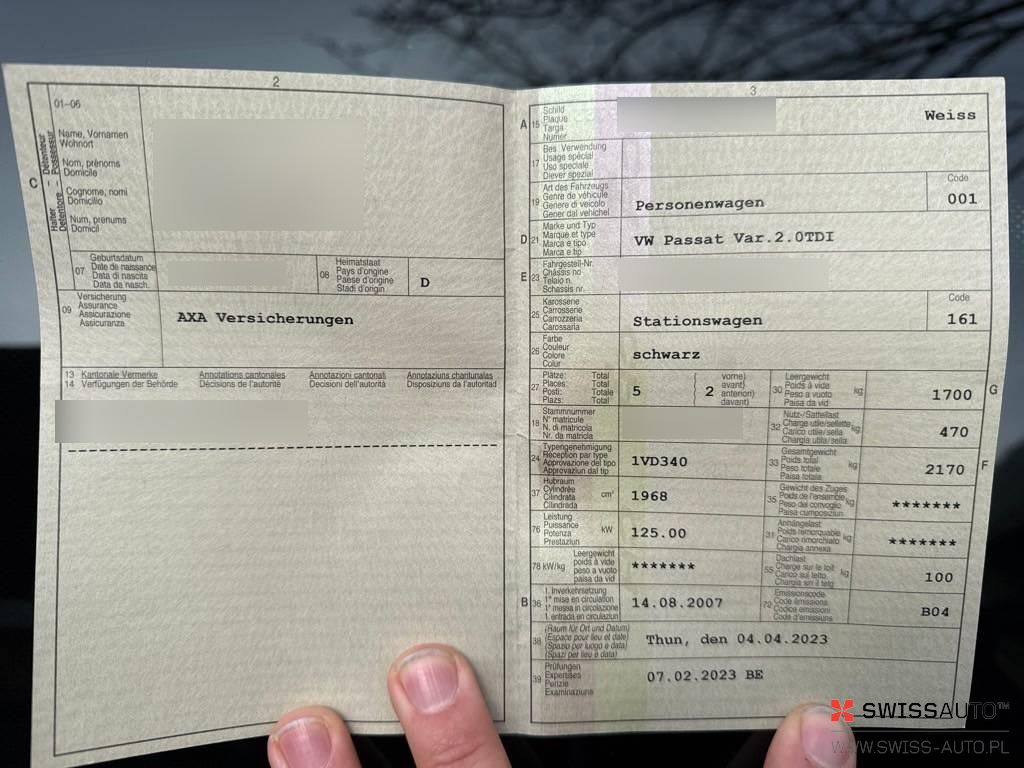 2
01–06
C
Halter – Détenteur
Detentore – Possessur
Name, Vornamen
Wohnort
Nom, prénoms
Domicile
Cognome, nomi
Domicilio
Num, prenums
Domicil
07
Geburtsdatum
Date de naissance
Data di nascita
Data da nasch.
08
Heimatstaat
Pays d'origine
Paese d'origine
Stadi d'origin
D
09
Versicherung
Assurance
Assicurazione
Assicuranza
AXA Versicherungen
13 Kantonale Vermerke Annotations cantonales Annotazioni cantonali Annotaziuns chantunalas
14 Verfügungen der Behörde Décisions de l'autorité Decisioni dell'autorità Disposiziuns da l'autoritad
3
A 15
Schild
Plaque
Targa
Numer
Weiss
17
Bes. Verwendung
Usage spécial
Uso speciale
Diever spezial
19
Art des Fahrzeugs
Genre de véhicule
Genere di veicolo
Gener dal vehichel
Personenwagen
Code
001
D 21
Marke und Typ
Marque et type
Marca e tipo
Marca e tip
VW Passat Var.2.0TDI
E 23
Fahrgestell-Nr.
Châssis no
Telaio n.
Schassis nr.
25
Karosserie
Carrosserie
Carrozzeria
Carossaria
Stationswagen
Code
161
26
Farbe
Couleur
Colore
Colur
schwarz
27
Plätze: Total
Places: Total
Posti: Totale
Plazs: Total
5
2
vorne)
avant)
anteriori)
davant)
30
Leergewicht
Poids à vide
Peso a vuoto
Paisa da vid
kg
1700
G
18
Stammnummer
N° matricule
N. di matricola
Nr. da matricla
32
Nutz-/Sattellast
Charge utile/sellette
Carico utile/sella
Chargia utila/sella
kg
470
24
Typengenehmigung
Réception par type
Approvazione del tipo
Approvaziun dal tip
1VD340
33
Gesamtgewicht
Poids total
Peso totale
Paisa totala
kg
2170
F
37
Hubraum
Cylindrée
Cilindrata
Cilindrada
cm³
1968
35
Gewicht des Zuges
Poids de l'ensemble
Peso del convoglio
Paisa cumposiziun
kg
*******
76
Leistung
Puissance
Potenza
Prestaziun
kW
125.00
31
Anhängelast
Poids remorquable
Carico rimorchiato
Chargia annexa
kg
*******
78 kW/kg
Leergewicht
poids à vide
peso a vuoto
paisa da vid
*******
55
Dachlast
Charge sur le toit
Carico sul tetto
Chargia sin il tetg
kg
100
B 36
1. Inverkehrsetzung
1re mise en circulation
1a messa in circolazione
1. entrada en circulaziun
14.08.2007
72
Emissionscode
Code émissions
Codice emissioni
Code d'emissiuns
B04
38
(Raum für Ort und Datum)
(Espace pour lieu et date)
(Spazio per luogo e data)
(Spazi per lieu e data)
Thun, den 04.04.2023
39
Prüfungen
Expertises
Perizie
Examinaziuns
07.02.2023 BE
SWISSAUTO™
WWW.SWISS-AUTO.PL